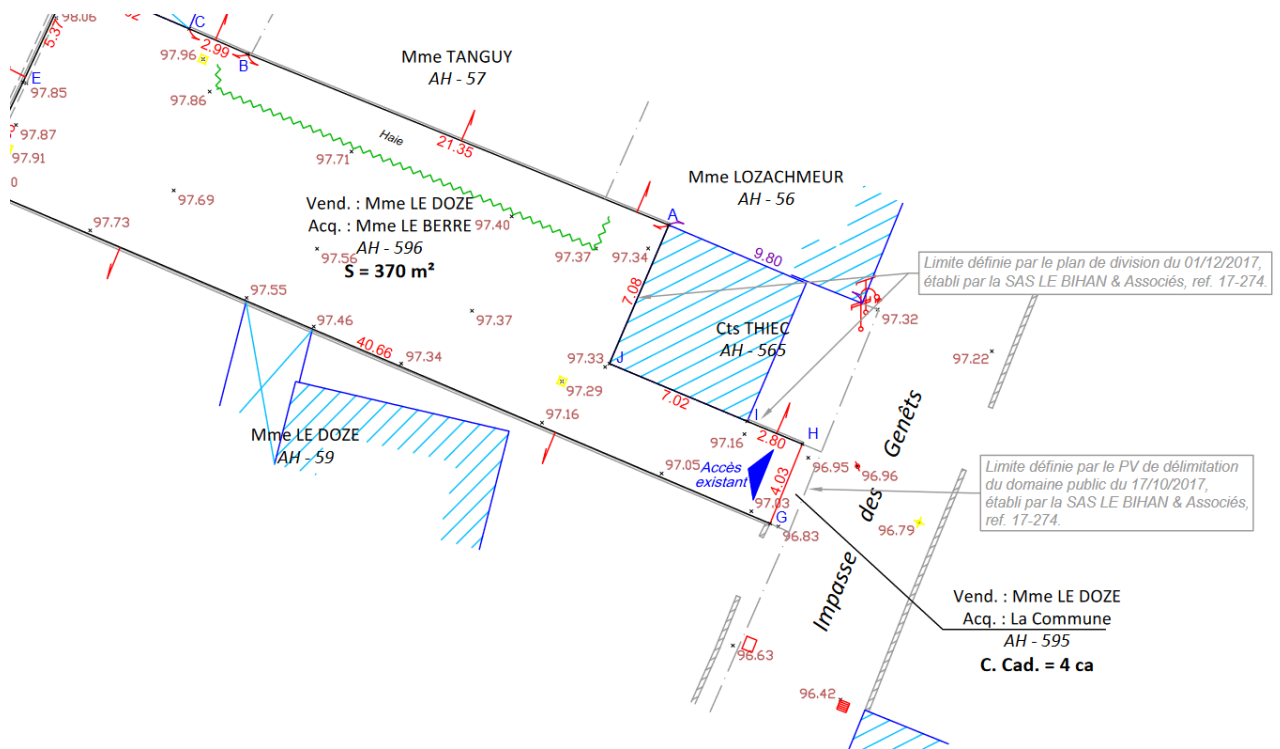 98.06
5.37
C
2.99
B
97.96
Mme TANGUY
AH - 57
E
97.85
97.86
97.87
97.91
0
Haie
21.35
97.71
97.69
Mme LOZACHMEUR
AH - 56
Vend. : Mme LE DOZE
Acq. : Mme LE BERRE
AH - 596
S = 370 m²
97.40
A
97.73
97.56
97.37
97.34
9.80
Limite définie par le plan de division du 01/12/2017,
établi par la SAS LE BIHAN & Associés, ref. 17-274.
7.08
97.55
97.46
97.37
97.32
Cts THIEC
AH - 565
40.66
97.34
97.33
J
97.22
97.29
7.02
Genêts
des
Impasse
97.16
I
2.80
H
97.16
Mme LE DOZE
AH - 59
97.05
Accès
existant
4.03
96.95
96.96
Limite définie par le PV de délimitation
du domaine public du 17/10/2017,
établi par la SAS LE BIHAN & Associés,
ref. 17-274.
97.03
G
96.83
96.79
Vend. : Mme LE DOZE
Acq. : La Commune
AH - 595
C. Cad. = 4 ca
96.63
96.42